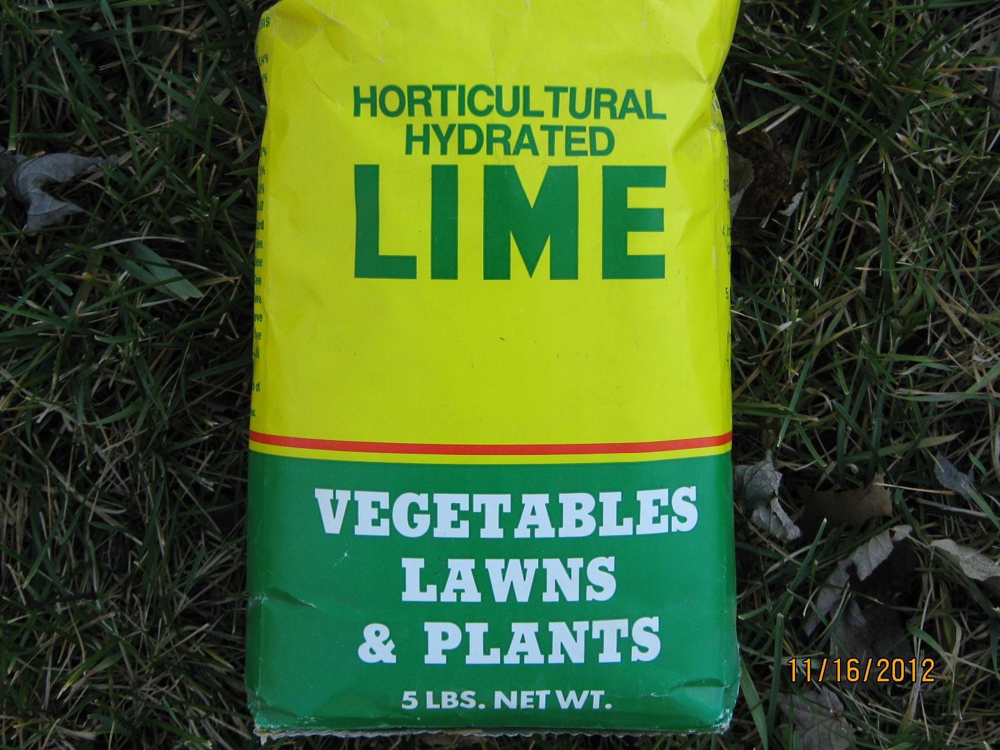 HORTICULTURAL
HYDRATED
LIME
VEGETABLES
LAWNS
& PLANTS
5 LBS. NET WT.
11/16/2012